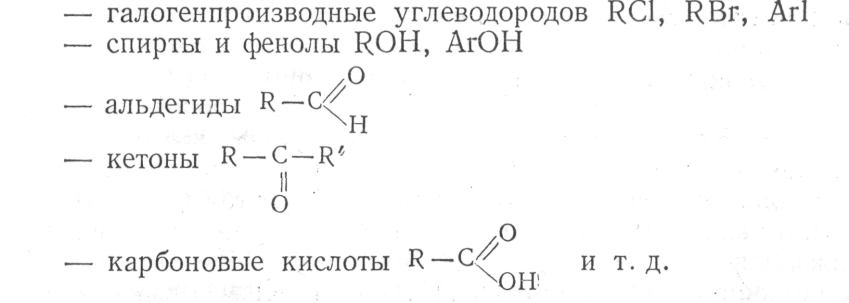 — галогенпроизводные углеводородов RCl, RBr, ArI
— спирты и фенолы ROH, ArOH
O
— альдегиды R—C
H
— кетоны R—C—R′
O
O
— карбоновые кислоты R—C и т. д.
OH